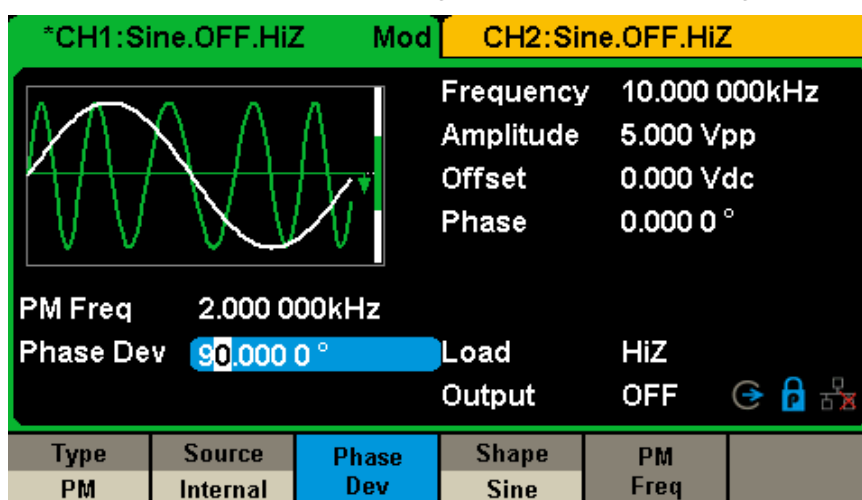 *CH1:Sine.OFF.HiZ Mod CH2:Sine.OFF.HiZ
Frequency 10.000 000kHz
Amplitude 5.000 Vpp
Offset 0.000 Vdc
Phase 0.000 0 °
PM Freq 2.000 000kHz
Phase Dev 90.000 0 ° Load HiZ
Output OFF P
Type Source Phase Shape PM
PM Internal Dev Sine Freq